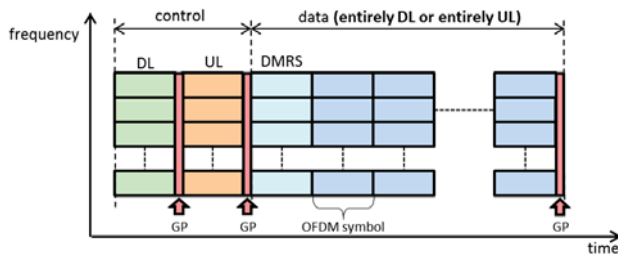 control
data (entirely DL or entirely UL)
frequency
DL
UL
DMRS
GP
GP
OFDM symbol
GP
time